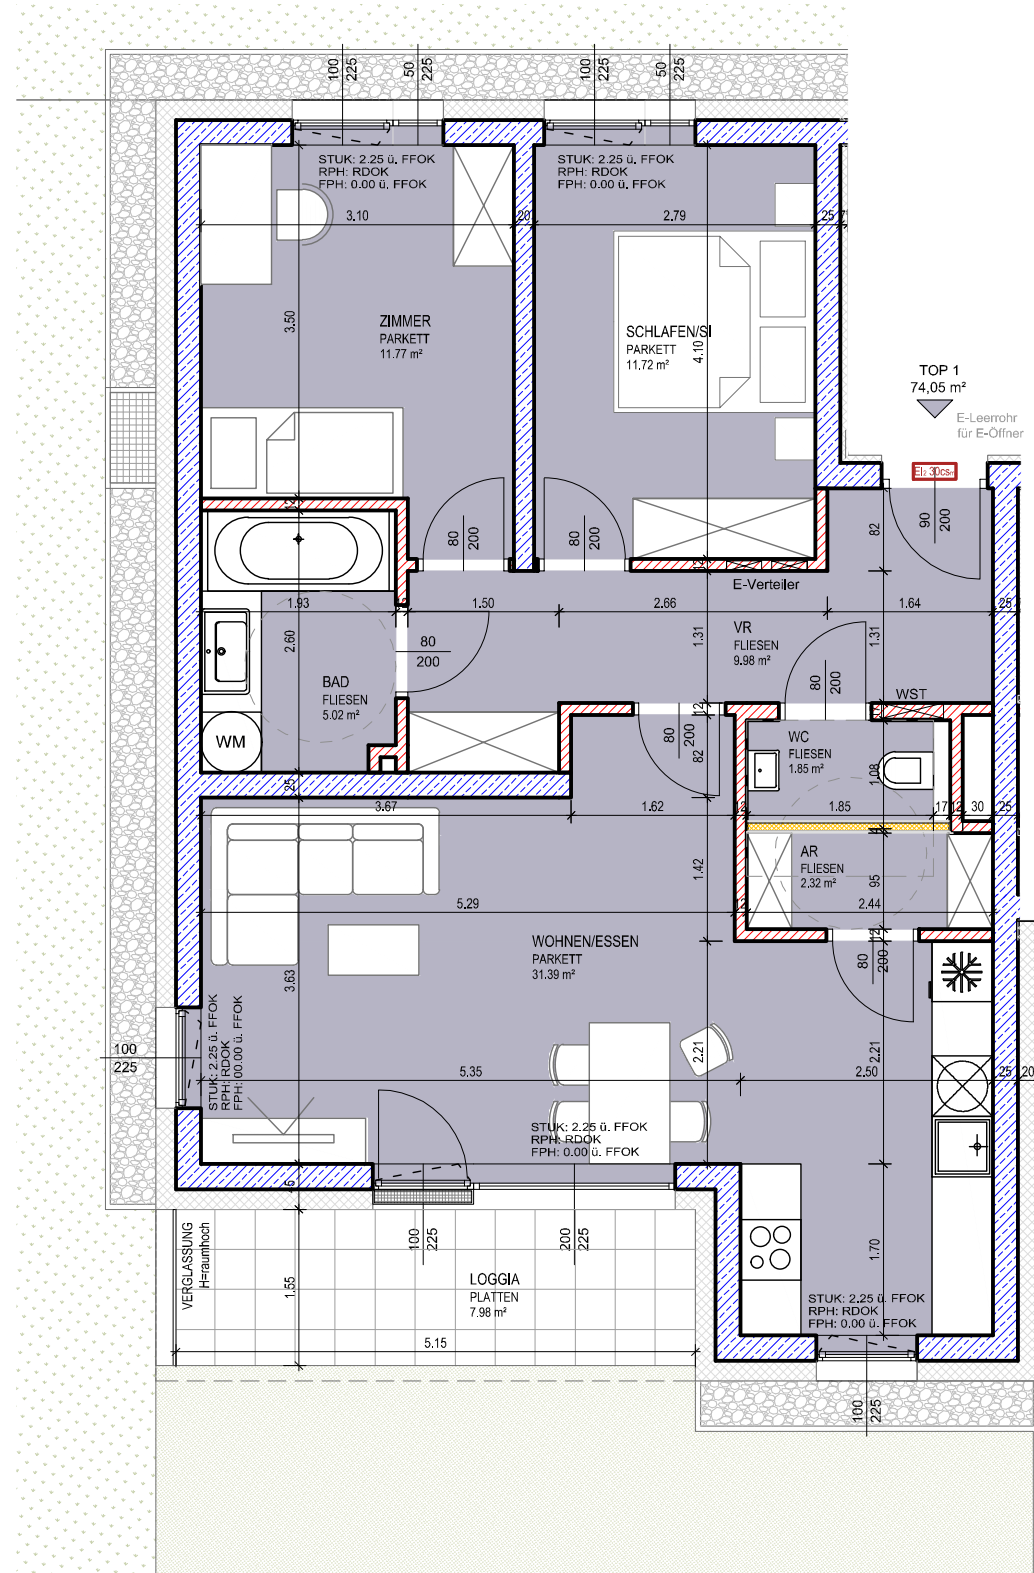 100
225
50
225
100
225
50
225
STUK: 2.25 ü. FFOK
RPH: RDOK
FPH: 0.00 ü. FFOK
STUK: 2.25 ü. FFOK
RPH: RDOK
FPH: 0.00 ü. FFOK
3.10
20
2.79
25
ZIMMER
PARKETT
11.77 m²
3.50
SCHLAFEN/SI
PARKETT
11.72 m²
4.10
TOP 1
74,05 m²
E-Leerrohr
für E-Öffner
EI₂ 30csm
90
200
82
12
80
200
80
200
12
E-Verteiler
1.93
12
1.50
2.66
1.64
25
2.60
80
200
1.31
VR
FLIESEN
9.98 m²
1.31
BAD
FLIESEN
5.02 m²
80
200
WST
WM
12
80
200
82
WC
FLIESEN
1.85 m²
1.08
25
3.67
1.62
12
1.85
17
12
30
25
1.42
AR
FLIESEN
2.32 m²
95
5.29
12
2.44
WOHNEN/ESSEN
PARKETT
31.39 m²
12
80
200
3.63
STUK: 2.25 ü. FFOK
RPH: RDOK
FPH: 00.00 ü. FFOK
100
225
2.21
2.21
5.35
2.50
25
20
STUK: 2.25 ü. FFOK
RPH: RDOK
FPH: 0.00 ü. FFOK
VERGLASSUNG
H=raumhoch
100
225
200
225
1.70
1.55
LOGGIA
PLATTEN
7.98 m²
STUK: 2.25 ü. FFOK
RPH: RDOK
FPH: 0.00 ü. FFOK
5.15
100
225